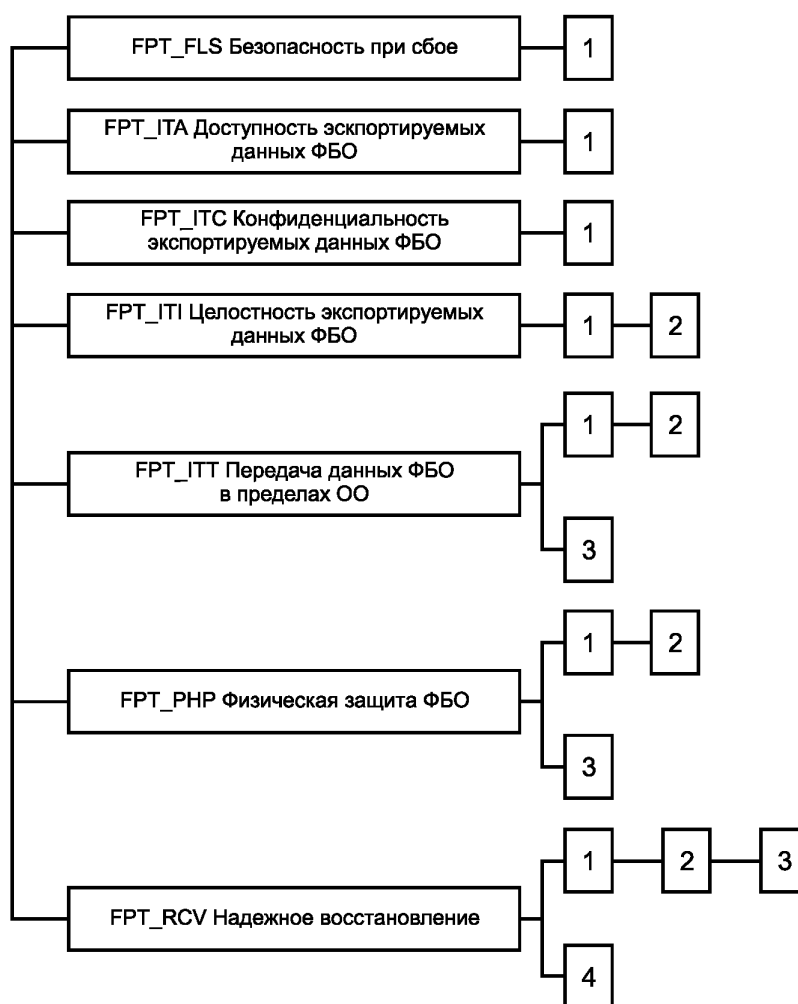 FPT_FLS Безопасность при сбое
1
FPT_ITA Доступность эскпортируемых
данных ФБО
1
FPT_ITC Конфиденциальность
экспортируемых данных ФБО
1
FPT_ITI Целостность экспортируемых
данных ФБО
1
2
FPT_ITT Передача данных ФБО
в пределах ОО
1
2
3
FPT_PHP Физическая защита ФБО
1
2
3
FPT_RCV Надежное восстановление
1
2
3
4